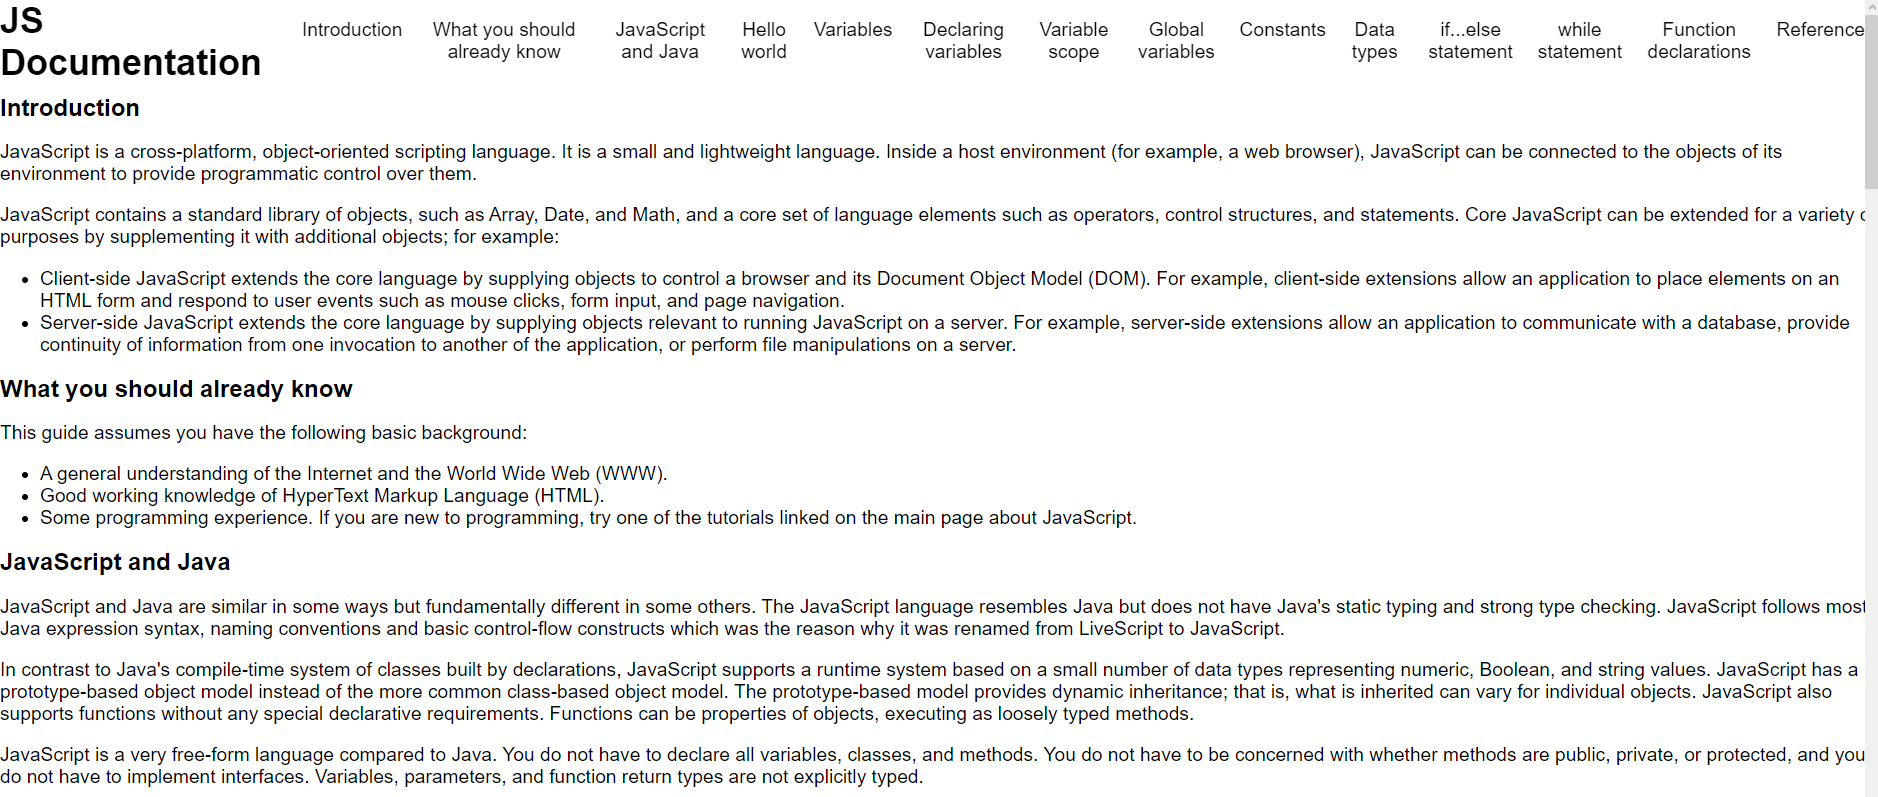 JS
Documentation
Introduction
What you should
already know
JavaScript
and Java
Hello
world
Variables
Declaring
variables
Variable
scope
Global
variables
Constants
Data
types
if...else
statement
while
statement
Function
declarations
Reference
Introduction
JavaScript is a cross-platform, object-oriented scripting language. It is a small and lightweight language. Inside a host environment (for example, a web browser), JavaScript can be connected to the objects of its
environment to provide programmatic control over them.
JavaScript contains a standard library of objects, such as Array, Date, and Math, and a core set of language elements such as operators, control structures, and statements. Core JavaScript can be extended for a variety
purposes by supplementing it with additional objects; for example:
• Client-side JavaScript extends the core language by supplying objects to control a browser and its Document Object Model (DOM). For example, client-side extensions allow an application to place elements on an
HTML form and respond to user events such as mouse clicks, form input, and page navigation.
• Server-side JavaScript extends the core language by supplying objects relevant to running JavaScript on a server. For example, server-side extensions allow an application to communicate with a database, provide
continuity of information from one invocation to another of the application, or perform file manipulations on a server.
What you should already know
This guide assumes you have the following basic background:
• A general understanding of the Internet and the World Wide Web (WWW).
• Good working knowledge of HyperText Markup Language (HTML).
• Some programming experience. If you are new to programming, try one of the tutorials linked on the main page about JavaScript.
JavaScript and Java
JavaScript and Java are similar in some ways but fundamentally different in some others. The JavaScript language resembles Java but does not have Java's static typing and strong type checking. JavaScript follows most
Java expression syntax, naming conventions and basic control-flow constructs which was the reason why it was renamed from LiveScript to JavaScript.
In contrast to Java's compile-time system of classes built by declarations, JavaScript supports a runtime system based on a small number of data types representing numeric, Boolean, and string values. JavaScript has a
prototype-based object model instead of the more common class-based object model. The prototype-based model provides dynamic inheritance; that is, what is inherited can vary for individual objects. JavaScript also
supports functions without any special declarative requirements. Functions can be properties of objects, executing as loosely typed methods.
JavaScript is a very free-form language compared to Java. You do not have to declare all variables, classes, and methods. You do not have to be concerned with whether methods are public, private, or protected, and you
do not have to implement interfaces. Variables, parameters, and function return types are not explicitly typed.